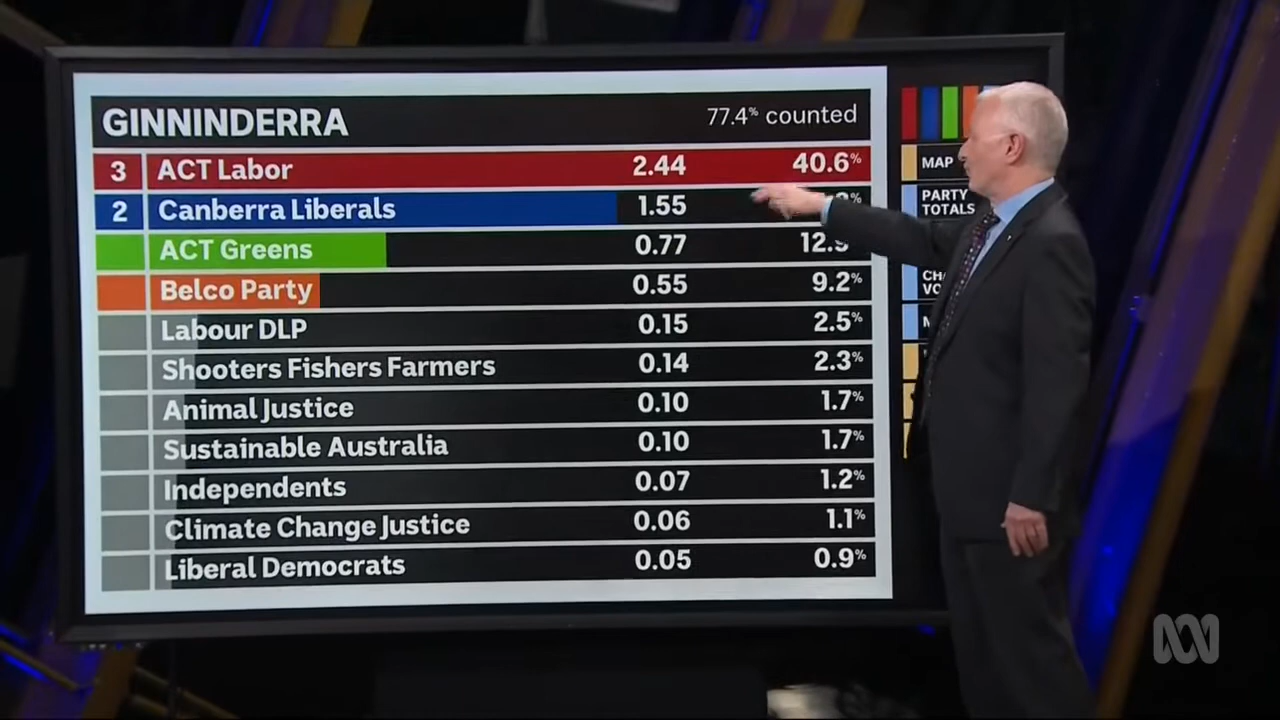 GINNINDERRA 77.4% counted
3 ACT Labor 2.44 40.6%
2 Canberra Liberals 1.55 %
ACT Greens 0.77 12.9
Belco Party 0.55 9.2%
Labour DLP 0.15 2.5%
Shooters Fishers Farmers 0.14 2.3%
Animal Justice 0.10 1.7%
Sustainable Australia 0.10 1.7%
Independents 0.07 1.2%
Climate Change Justice 0.06 1.1%
Liberal Democrats 0.05 0.9%
MAP
PARTY
TOTALS